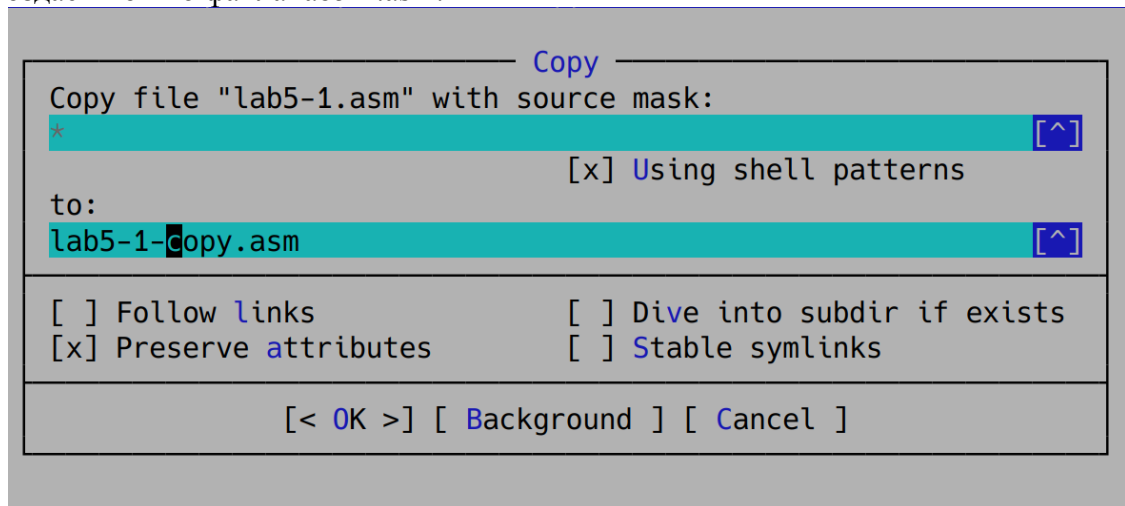 Copy
Copy file "lab5-1.asm" with source mask:
* [^]
[x] Using shell patterns
to:
lab5-1-copy.asm [^]
[ ] Follow links [ ] Dive into subdir if exists
[x] Preserve attributes [ ] Stable symlinks
[< OK >] [ Background ] [ Cancel ]